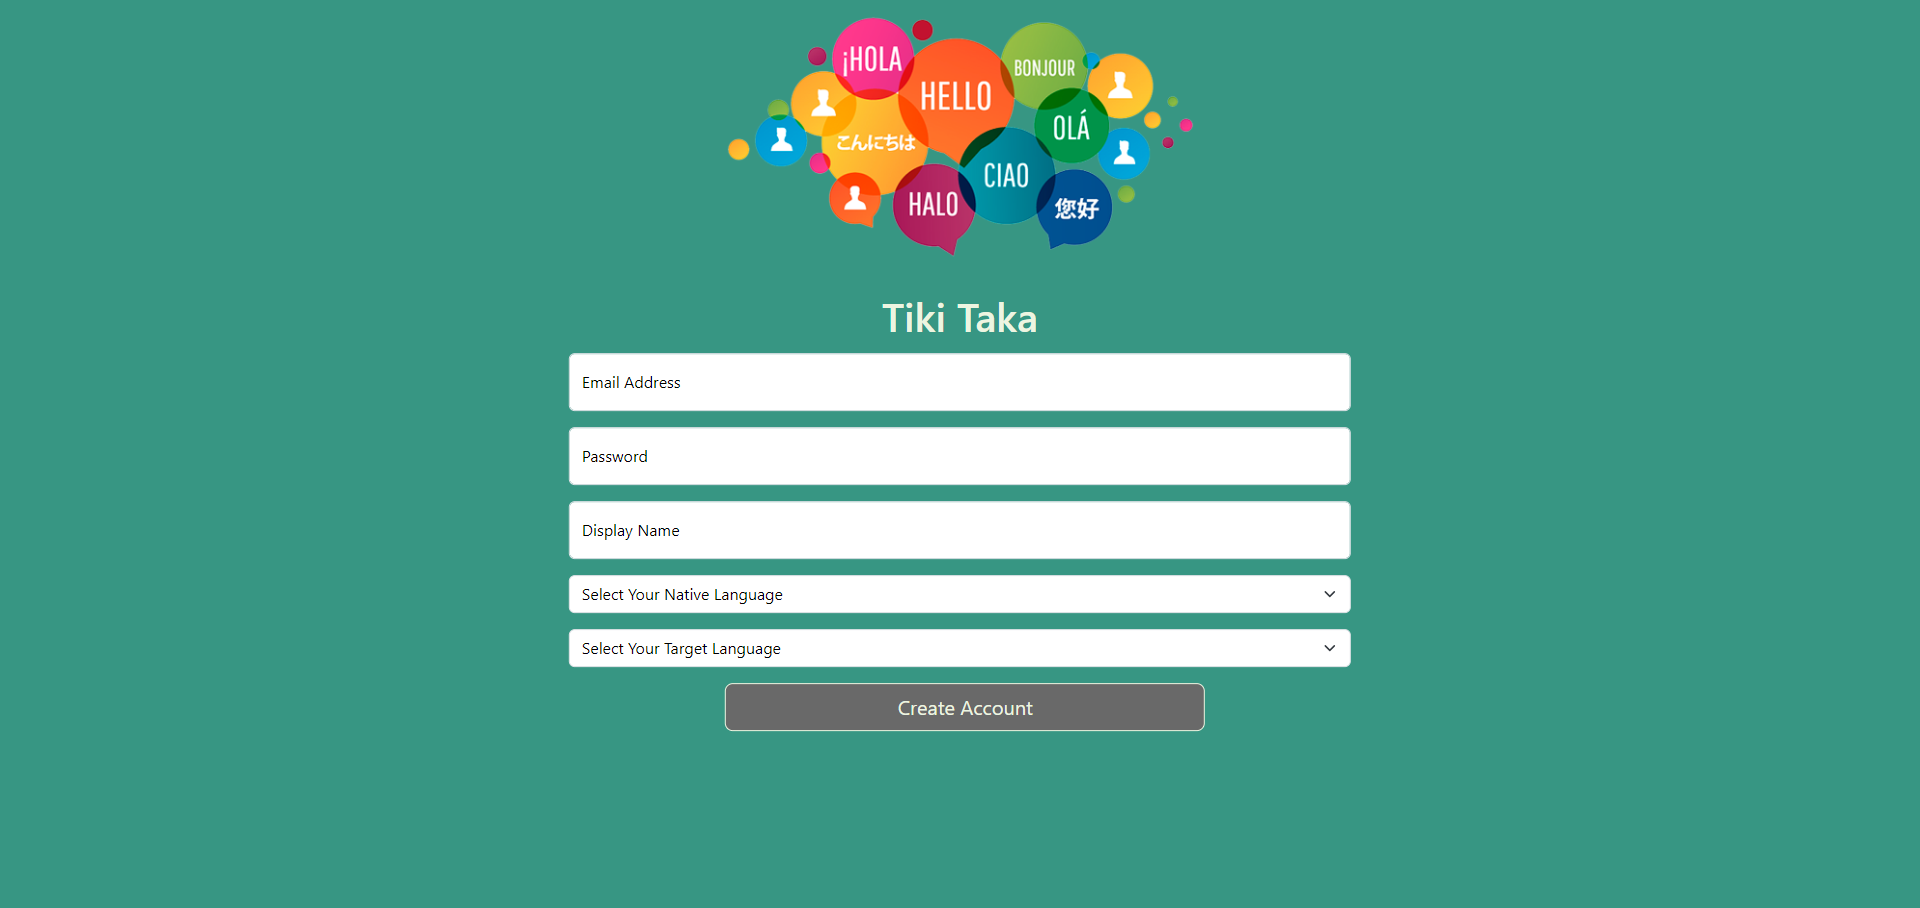 ¡HOLA
HELLO
BONJOUR
こんにちは
OLÁ
CIAO
HALO
您好
Tiki Taka
Email Address
Password
Display Name
Select Your Native Language
Select Your Target Language
Create Account